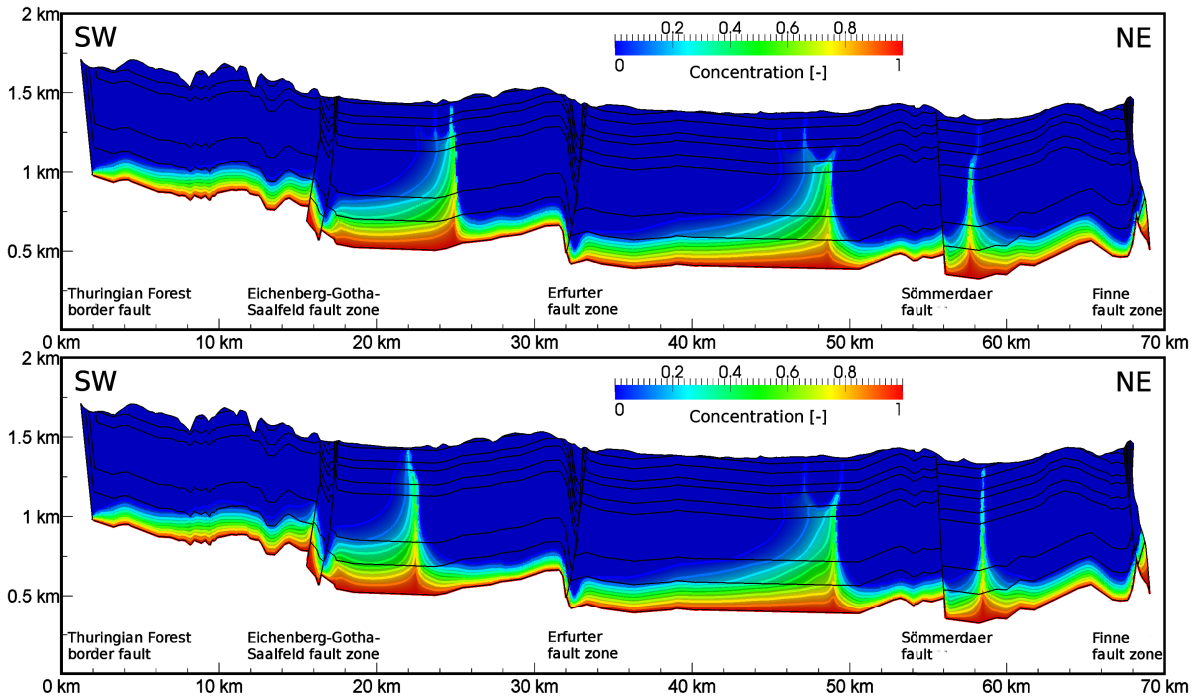 2 km
SW
0.2 0.4 0.6 0.8
NE
0 1
Concentration [-]
1.5 km
1 km
0.5 km
Thuringian Forest
border fault
Eichenberg-Gotha-
Saalfeld fault zone
Erfurter
fault zone
Sömmerdaer
fault
Finne
fault zone
0 km 10 km 20 km 30 km 40 km 50 km 60 km 70 km
2 km
SW
0.2 0.4 0.6 0.8
NE
0 1
Concentration [-]
1.5 km
1 km
0.5 km
Thuringian Forest
border fault
Eichenberg-Gotha-
Saalfeld fault zone
Erfurter
fault zone
Sömmerdaer
fault
Finne
fault zone
0 km 10 km 20 km 30 km 40 km 50 km 60 km 70 km